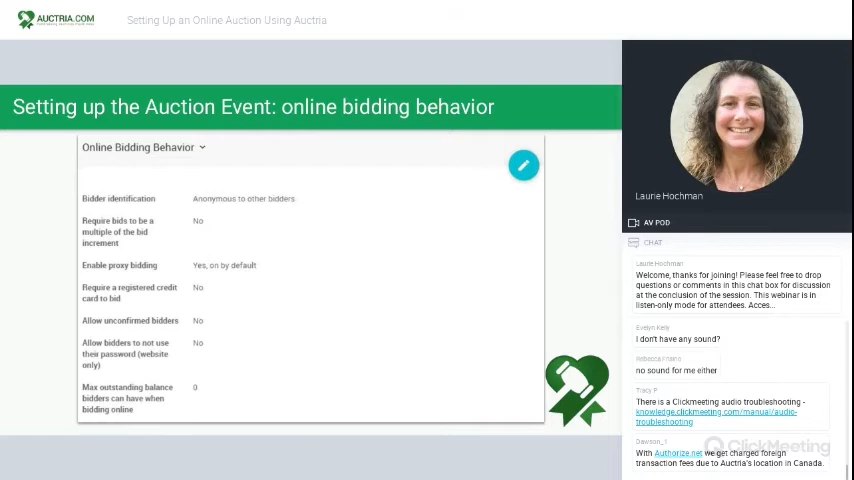 AUCTRIA.COM
Setting Up an Online Auction Using Auctria
Setting up the Auction Event: online bidding behavior
Online Bidding Behavior
Bidder identification Anonymous to other bidders
Require bids to be a No
multiple of the bid
increment
Enable proxy bidding Yes, on by default
Require a registered credit No
card to bid
Allow unconfirmed bidders No
Allow bidders to not use No
their password (website
only)
Max outstanding balance 0
bidders can have when
bidding online
Laurie Hochman
AV POD
CHAT
Laurie Hochman
Welcome, thanks for joining! Please feel free to drop
questions or comments in this chat box for discussion
at the conclusion of the session. This webinar is in
listen-only mode for attendees. Acces...
Evelyn Kelly
I don't have any sound?
Rebecca
no sound for me either
Tracy P
There is a Clickmeeting audio troubleshooting -
knowledge.clickmeeting.com/manual/audio-
troubleshooting
Dawson_1
With Authorize.net we get charged foreign
transaction fees due to Auctria's location in Canada.
ClickMeeting